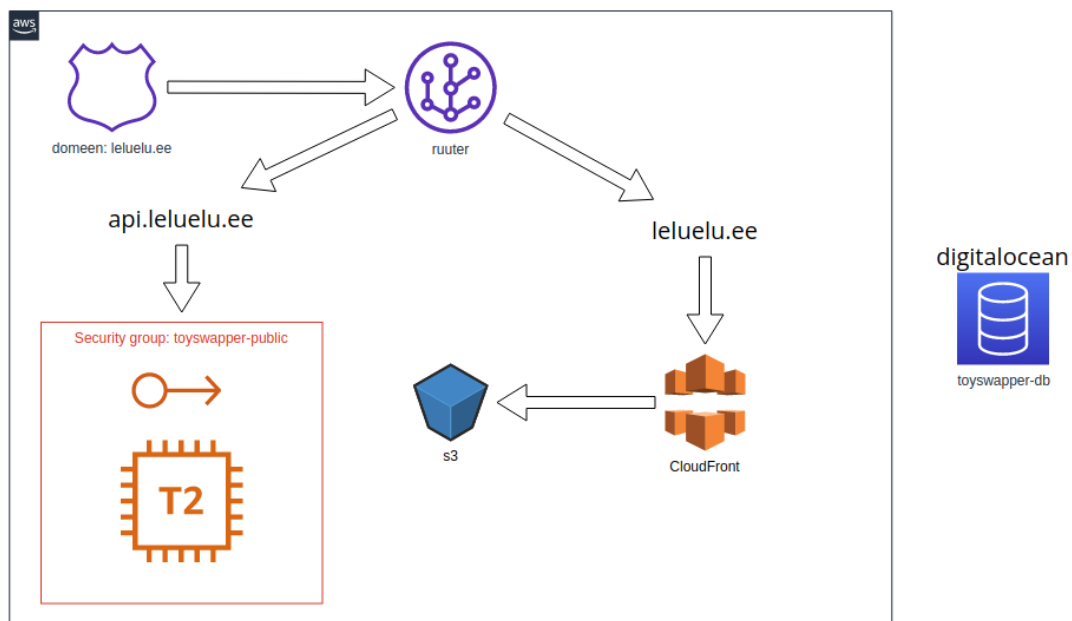 aws
domeen: leluelu.ee
ruuter
api.leluelu.ee
leluelu.ee
digitalocean
toyswapper-db
Security group: toyswapper-public
T2
s3
CloudFront